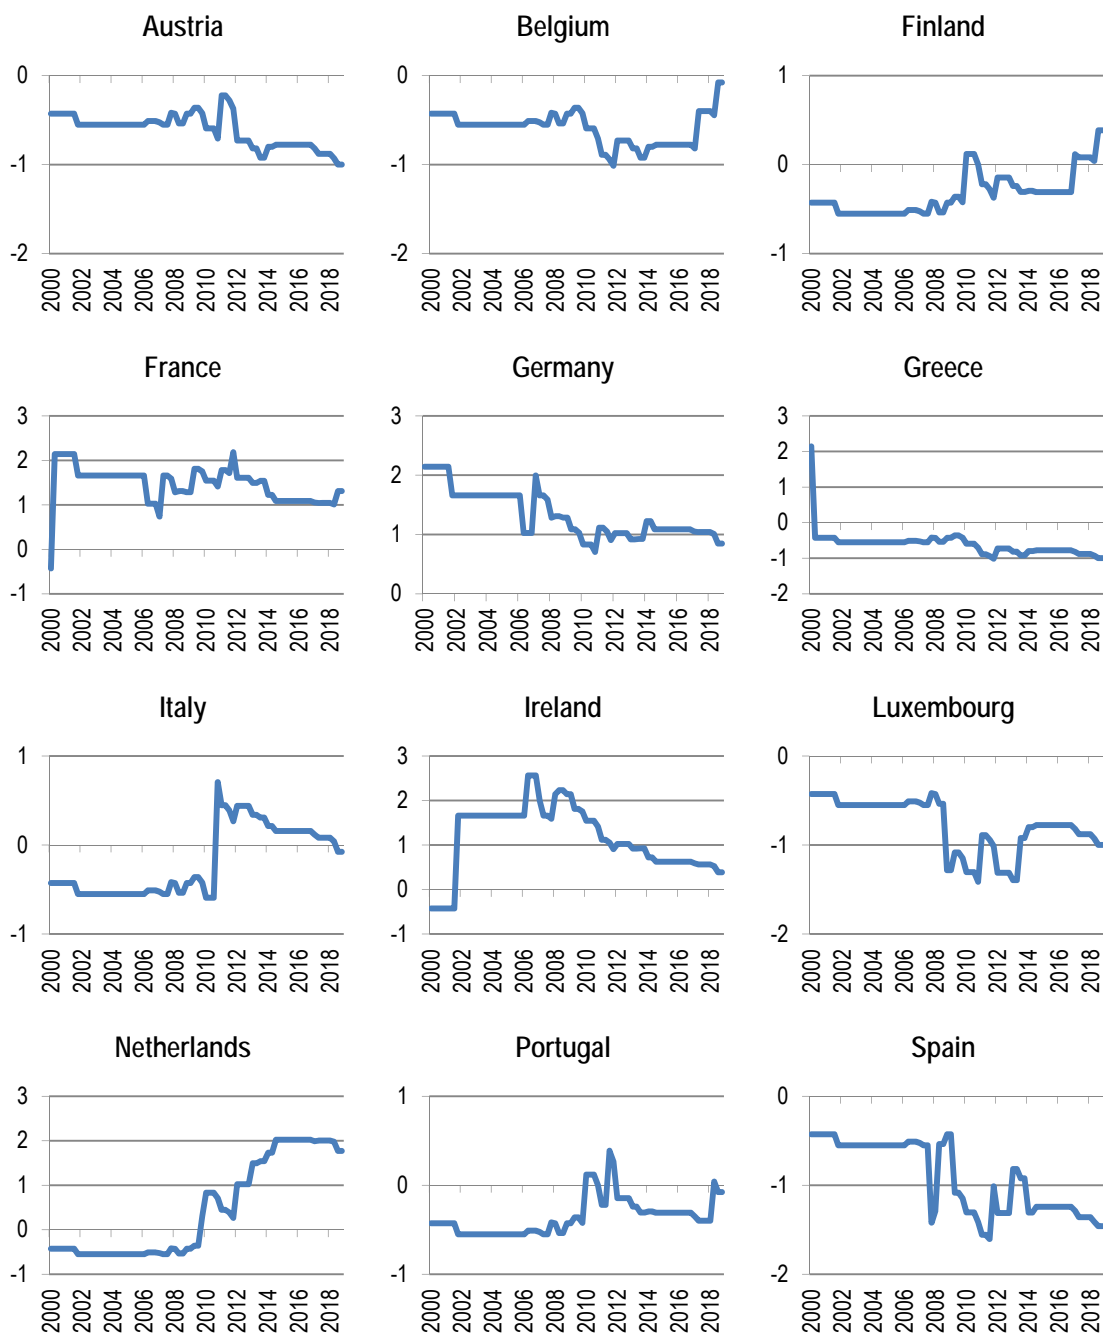 Austria Belgium Finland
0 0 1
-1 -1 0
-2 -2 -1
2000 2002 2004 2006 2008 2010 2012 2014 2016 2018 2000 2002 2004 2006 2008 2010 2012 2014 2016 2018 2000 2002 2004 2006 2008 2010 2012 2014 2016 2018
France Germany Greece
3 3 3
2 2 2
1 1 1
0 0 0
-1 -1
-2
2000 2002 2004 2006 2008 2010 2012 2014 2016 2018 2000 2002 2004 2006 2008 2010 2012 2014 2016 2018 2000 2002 2004 2006 2008 2010 2012 2014 2016 2018
Italy Ireland Luxembourg
1 3 0
0 2 -1
-1 1 -2
0
-1
2000 2002 2004 2006 2008 2010 2012 2014 2016 2018 2000 2002 2004 2006 2008 2010 2012 2014 2016 2018 2000 2002 2004 2006 2008 2010 2012 2014 2016 2018
Netherlands Portugal Spain
3 1 0
2 0 -1
1 -1 -2
0
-1
2000 2002 2004 2006 2008 2010 2012 2014 2016 2018 2000 2002 2004 2006 2008 2010 2012 2014 2016 2018 2000 2002 2004 2006 2008 2010 2012 2014 2016 2018